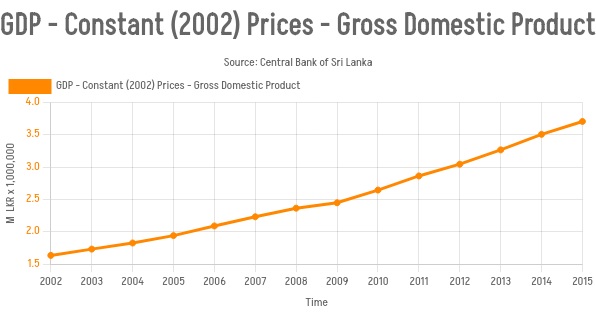 GDP - Constant (2002) Prices - Gross Domestic Product
Source: Central Bank of Sri Lanka
GDP - Constant (2002) Prices - Gross Domestic Product
4.0
3.5
3.0
2.5
2.0
1.5
M LKR x 1,000,000
2002 2003 2004 2005 2006 2007 2008 2009 2010 2011 2012 2013 2014 2015
Time